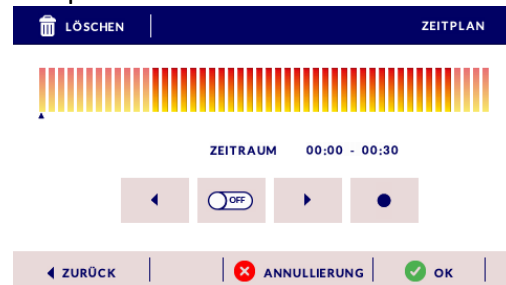 LÖSCHEN
ZEITPLAN
ZEITRAUM 00:00 - 00:30
OFF
ZURÜCK
ANNULLIERUNG
OK